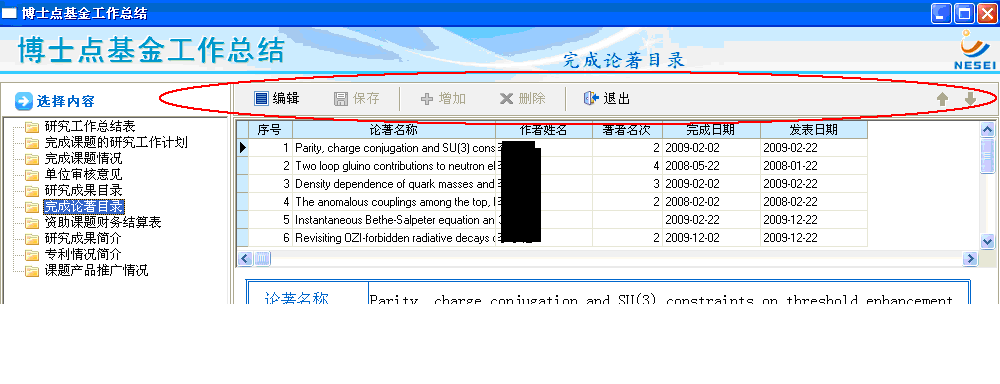 博士点基金工作总结
博士点基金工作总结
完成论著目录
NESEI
选择内容
编辑 保存 增加 删除 退出
研究工作总结表
完成课题的研究工作计划
完成课题情况
单位审核意见
研究成果目录
完成论著目录
资助课题财务结算表
研究成果简介
专利情况简介
课题产品推广情况
序号 论著名称 作者姓名 著者名次 完成日期 发表日期
1 Parity, charge conjugation and SU(3) cons 2 2009-02-02 2009-02-22
2 Two loop gluino contributions to neutron el 4 2008-05-22 2008-01-22
3 Density dependence of quark masses and 3 2009-02-02 2009-02-22
4 The anomalous couplings among the top, 2 2008-02-02 2008-02-22
5 Instantaneous Bethe-Salpeter equation an 2009-02-22 2009-12-22
6 Revisiting OZI-forbidden radiative decays 2 2009-12-02 2009-12-22
论著名称 Parity, charge conjugation and SU(3) constraints on threshold enhancement